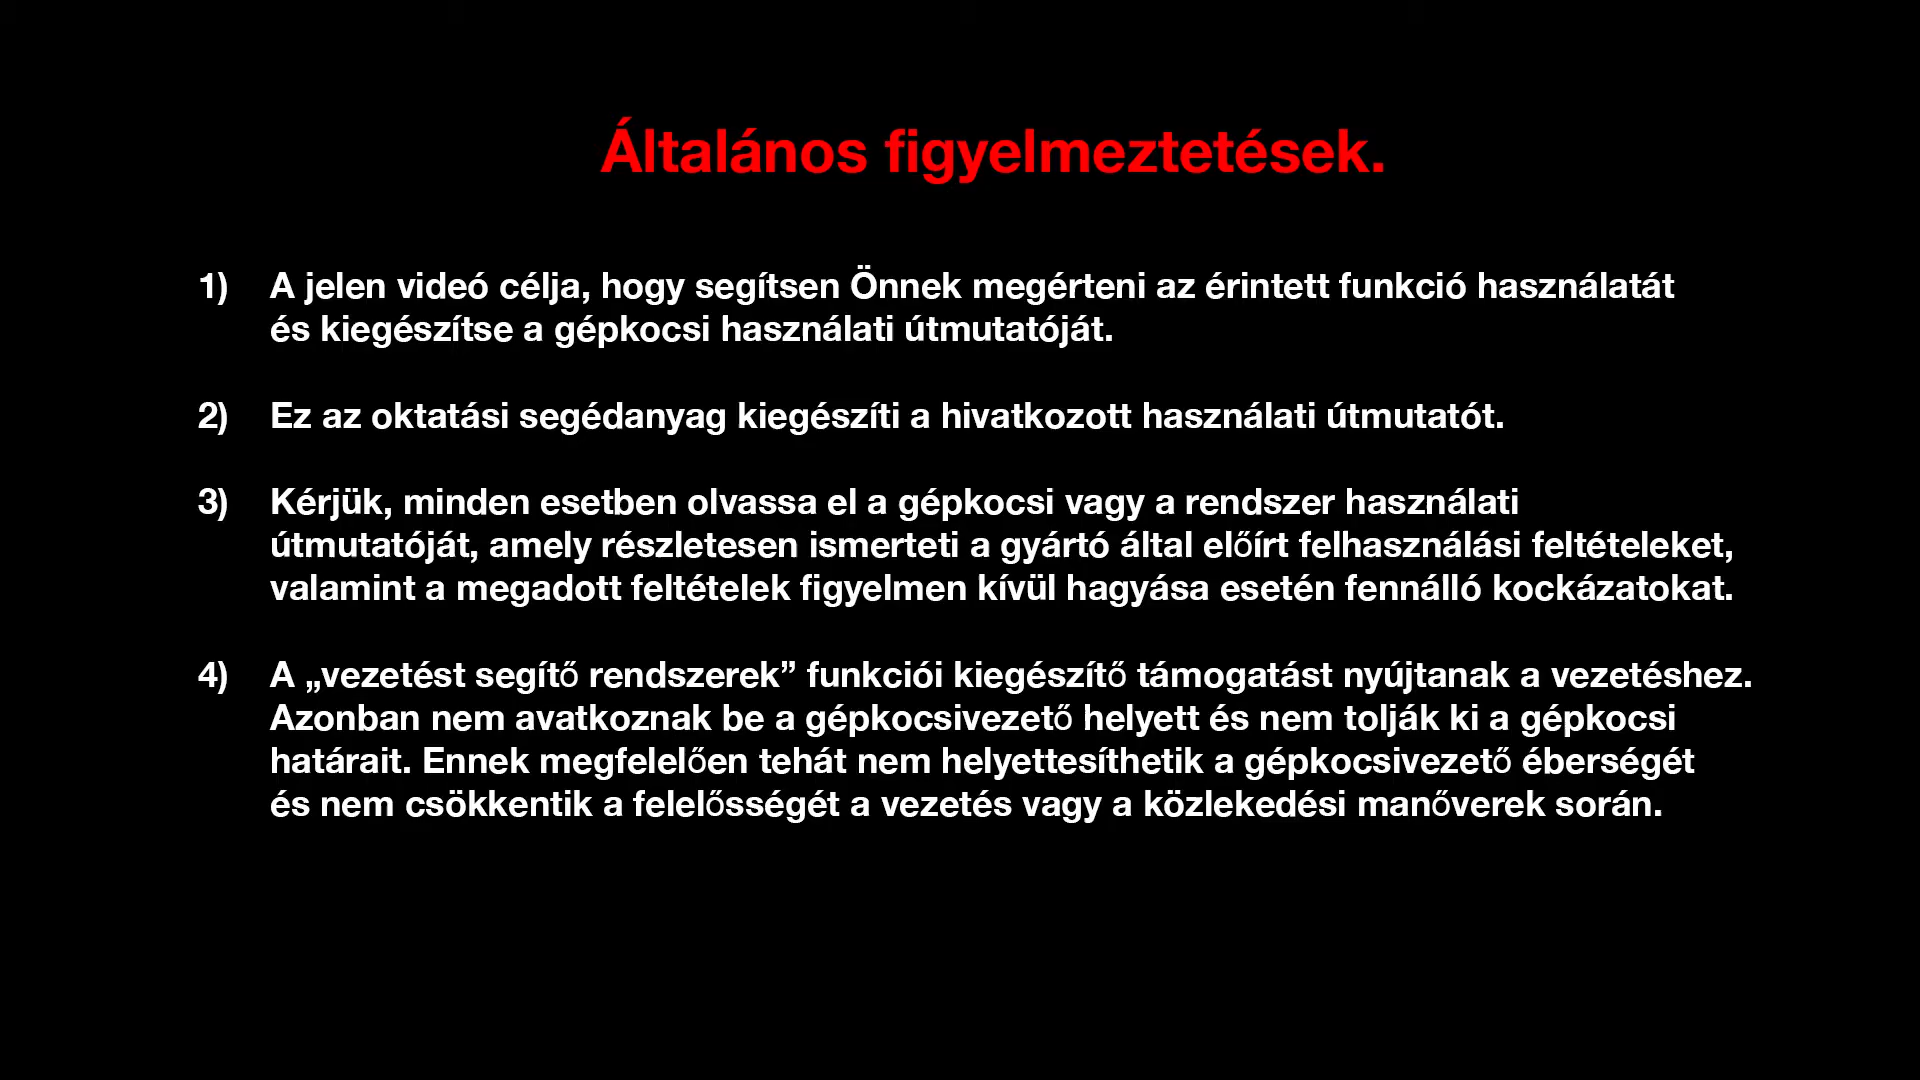 Általános figyelmeztetések.
1) A jelen videó célja, hogy segítsen Önnek megérteni az érintett funkció használatát
és kiegészítse a gépkocsi használati útmutatóját.
2) Ez az oktatási segédanyag kiegészíti a hivatkozott használati útmutatót.
3) Kérjük, minden esetben olvassa el a gépkocsi vagy a rendszer használati
útmutatóját, amely részletesen ismerteti a gyártó által előírt felhasználási feltételeket,
valamint a megadott feltételek figyelmen kívül hagyása esetén fennálló kockázatokat.
4) A „vezetést segítő rendszerek” funkciói kiegészítő támogatást nyújtanak a vezetéshez.
Azonban nem avatkoznak be a gépkocsivezető helyett és nem tolják ki a gépkocsi
határait. Ennek megfelelően tehát nem helyettesíthetik a gépkocsivezető éberségét
és nem csökkentik a felelősségét a vezetés vagy a közlekedési manőverek során.